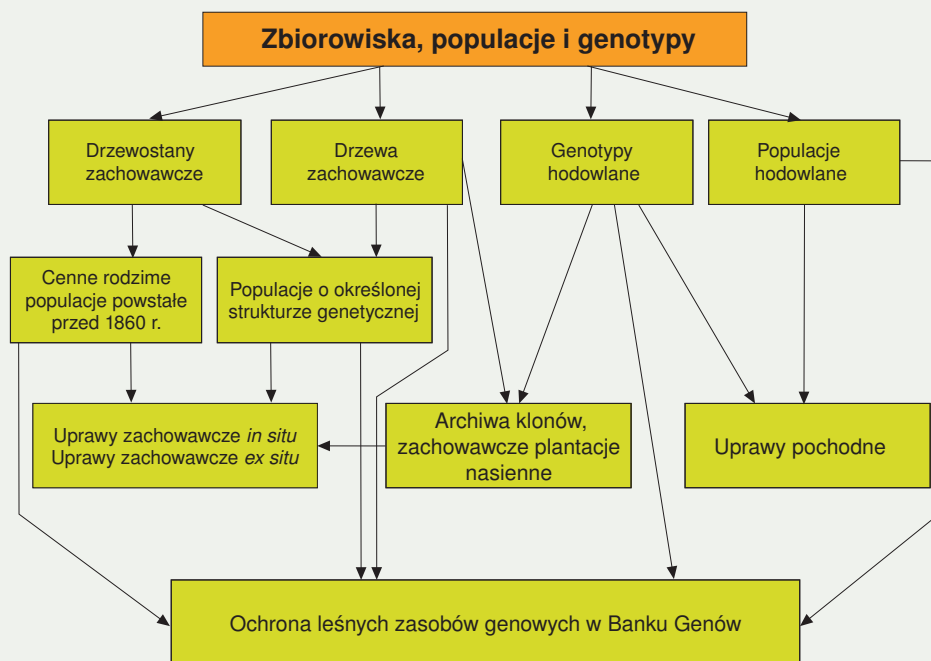 Zbiorowiska, populacje i genotypy
Drzewostany
zachowawcze
Drzewa
zachowawcze
Genotypy
hodowlane
Populacje
hodowlane
Cenne rodzime
populacje powstałe
przed 1860 r.
Populacje o określonej
strukturze genetycznej
Uprawy zachowawcze in situ
Uprawy zachowawcze ex situ
Archiwa klonów,
zachowawcze plantacje
nasienne
Uprawy pochodne
Ochrona leśnych zasobów genowych w Banku Genów